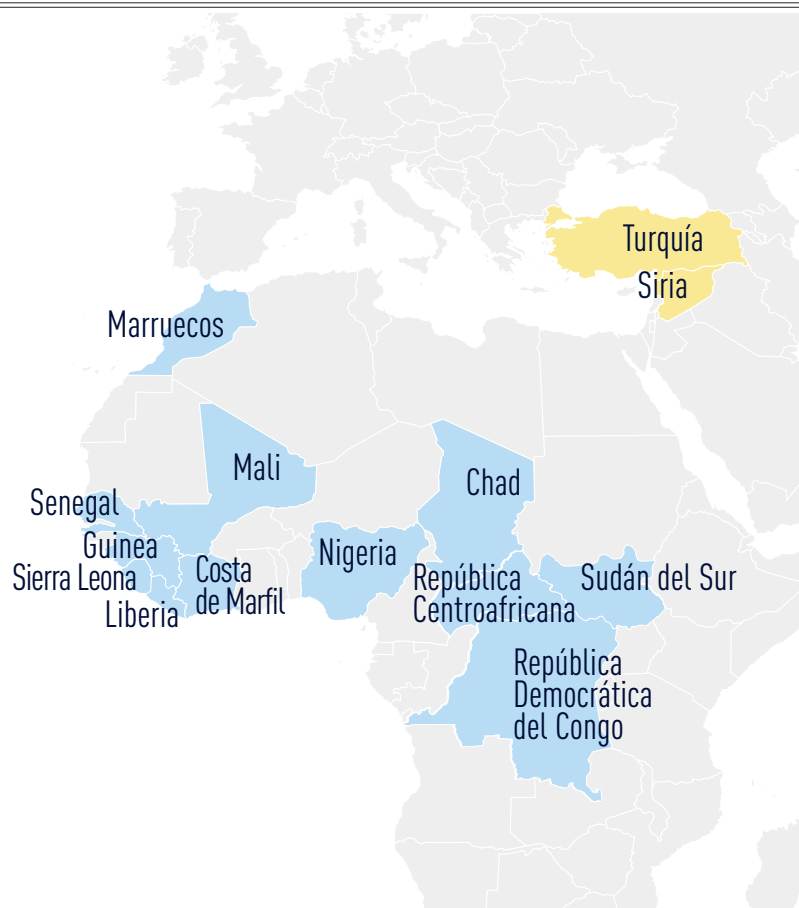 Turquía
Siria
Marruecos
Mali
Chad
Senegal
Guinea
Sierra Leona
Liberia
Costa
de Marfil
Nigeria
República
Centroafricana
Sudán del Sur
República
Democrática
del Congo